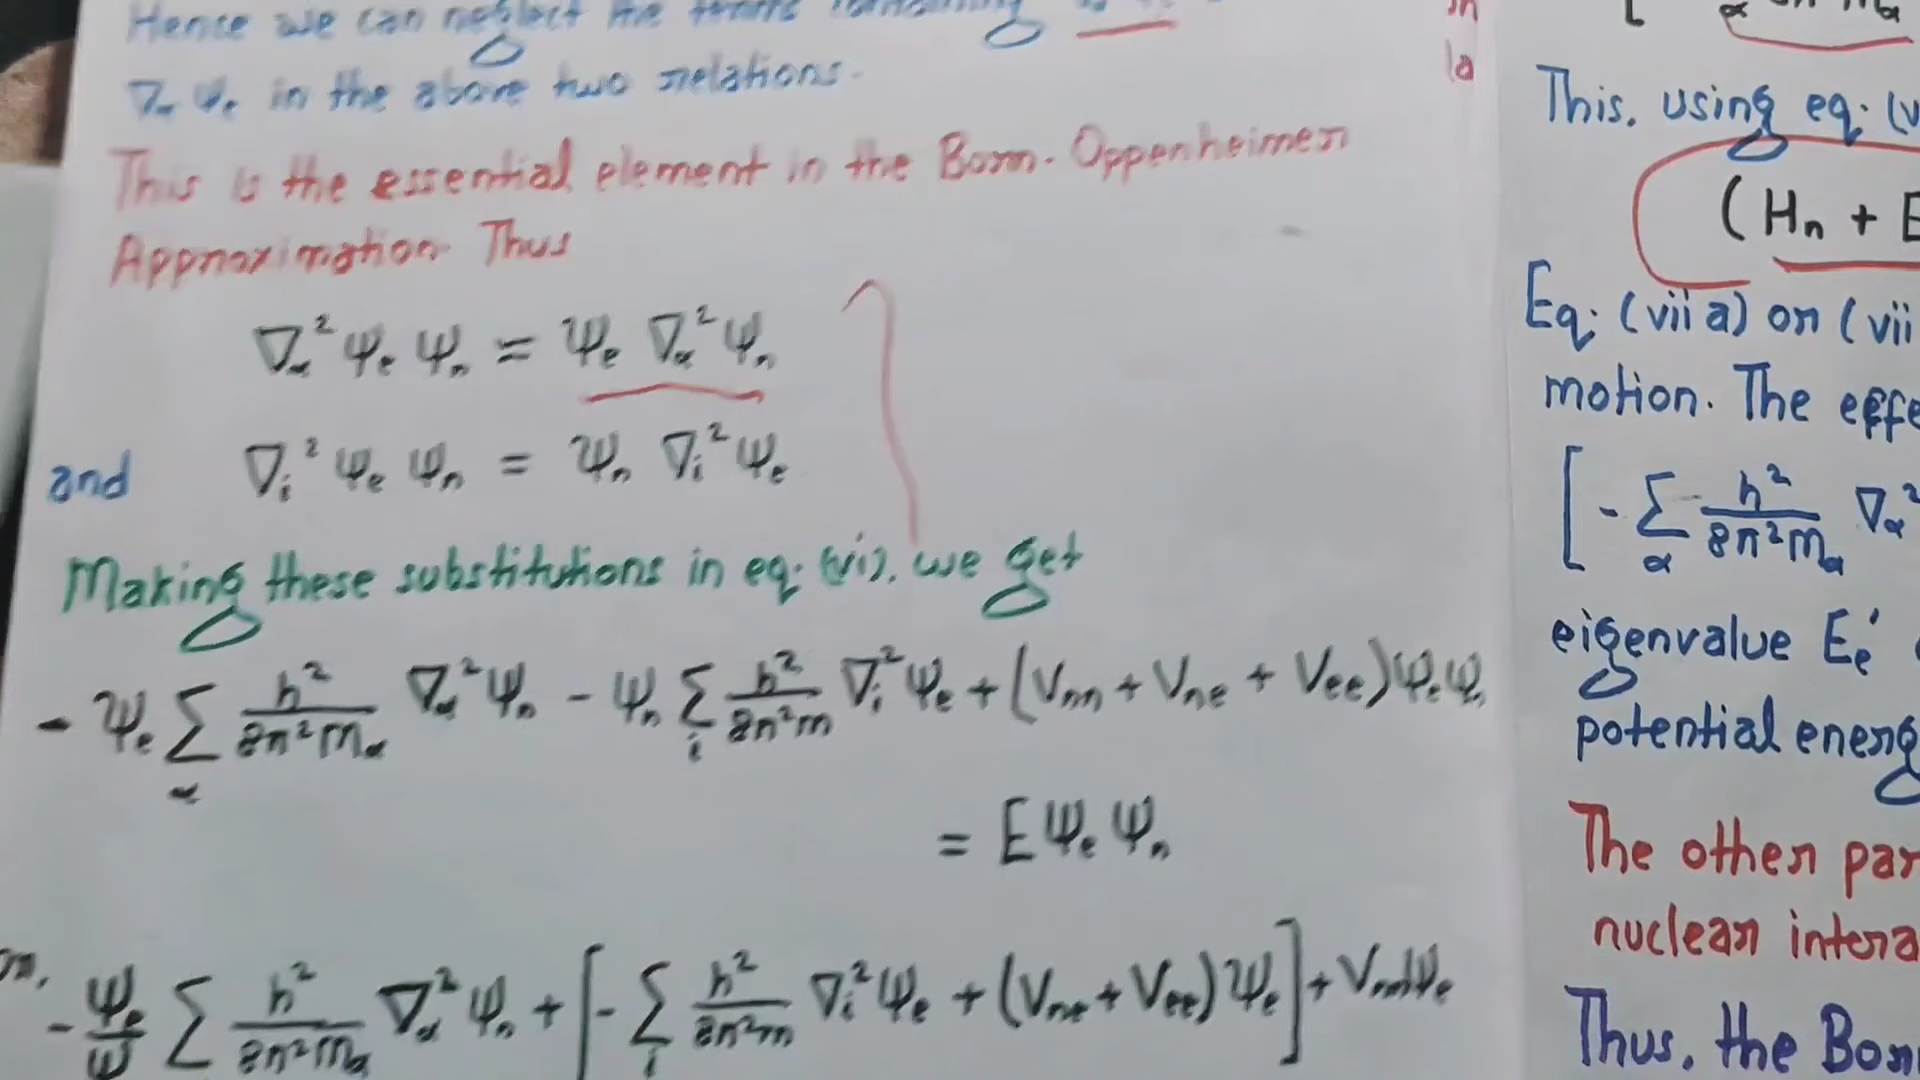 Hence we can neglect the terms containing
∇α Ψe in the above two relations.
This is the essential element in the Born-Oppenheimer
Approximation. Thus
∇α² Ψe Ψn = Ψe ∇α² Ψn
and ∇i² Ψe Ψn = Ψn ∇i² Ψe
Making these substitutions in eq. (vi), we get
- Ψe Σα h²/8π²mα ∇α² Ψn - Ψn Σi h²/8π²m ∇i² Ψe + (Vnn + Vne + Vee) Ψe Ψn
= E Ψe Ψn
- Ψe/Ψ Σ h²/8π²mα ∇α² Ψn + [- Σi h²/8π²m ∇i² Ψe + (Vne + Vee) Ψe] + Vnn Ψe
This, using eq. (v
(Hn + E
Eq. (vii a) or (vii
motion. The effe
[- Σα h²/8π²mα ∇α²
eigenvalue Ee'
potential energ
The other par
nuclear intera
Thus, the Born